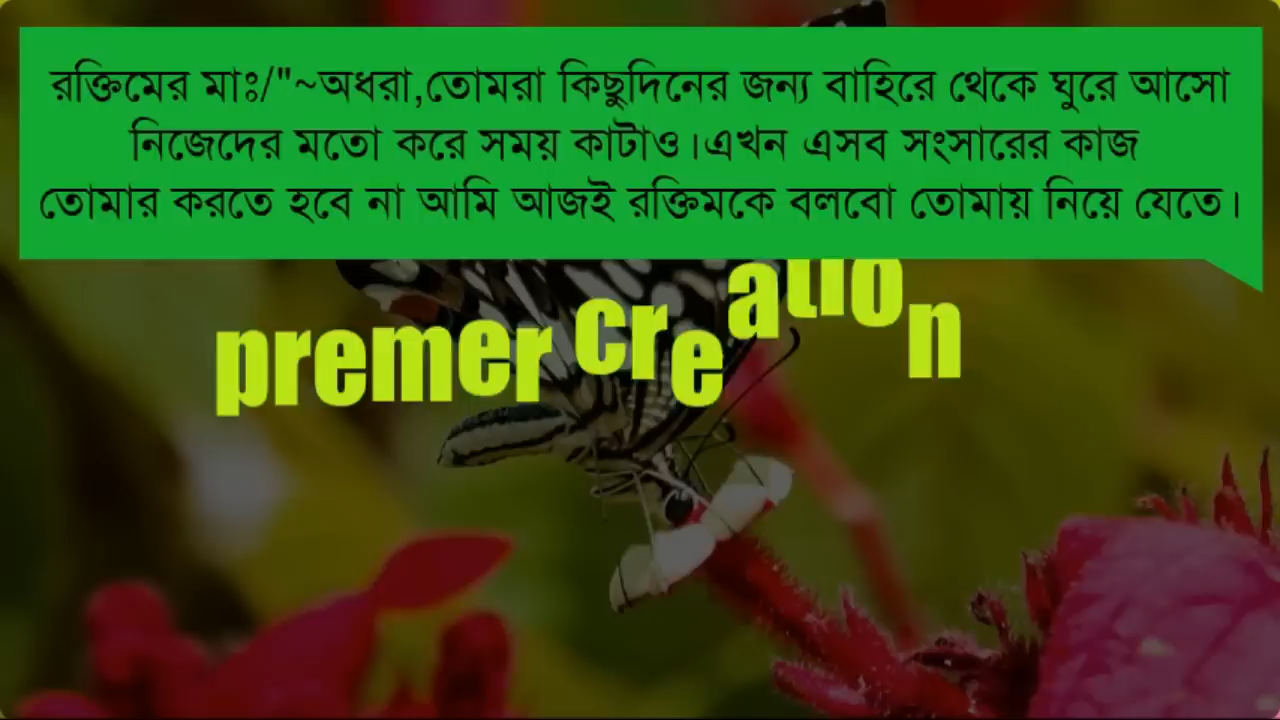 রক্তিমের মাঃ/"~অধরা,তোমরা কিছুদিনের জন্য বাহিরে থেকে ঘুরে আসো
নিজেদের মতো করে সময় কাটাও।এখন এসব সংসারের কাজ
তোমার করতে হবে না আমি আজই রক্তিমকে বলবো তোমায় নিয়ে যেতে।
premer creation